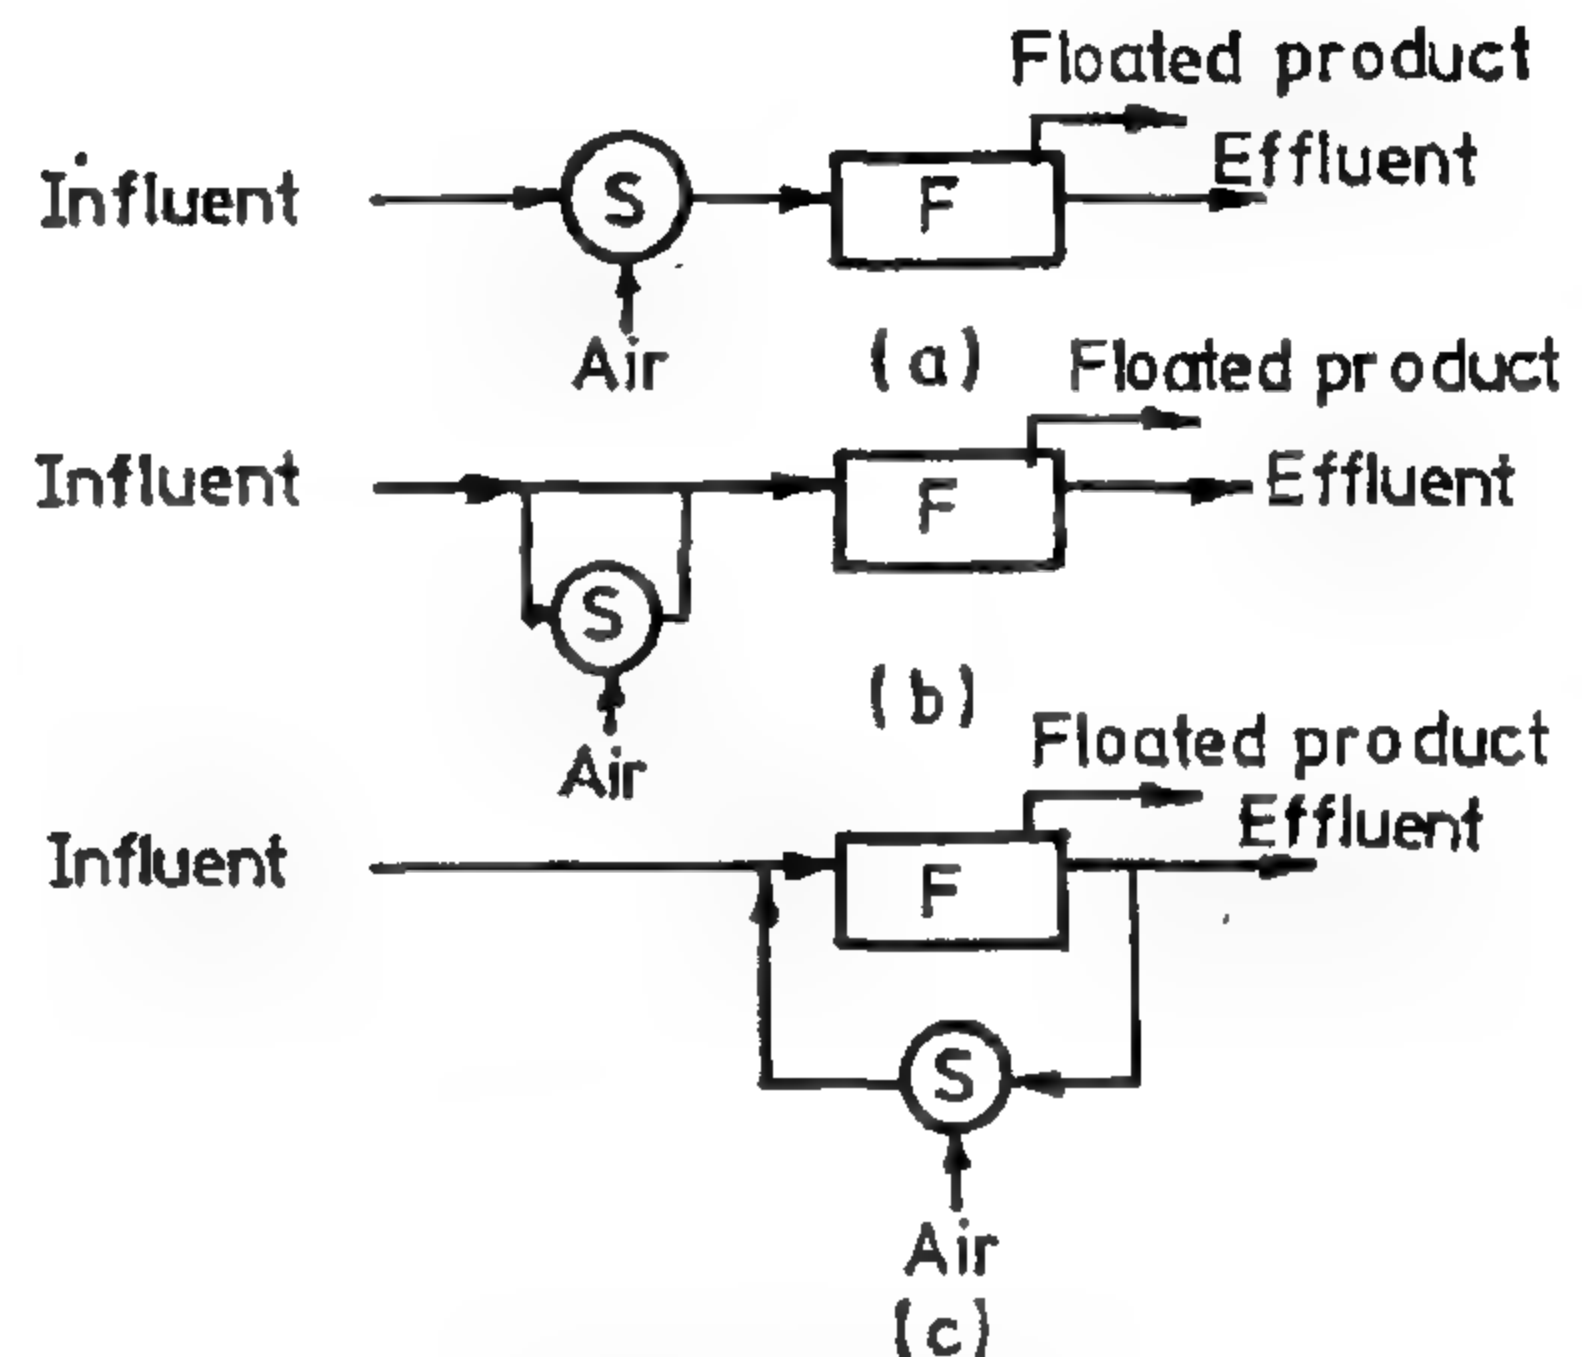 Floated product
Influent S F Effluent
Air
(a)
Floated product
Influent F Effluent
S
(b)
Air
Floated product
Influent F Effluent
S
Air
(c)